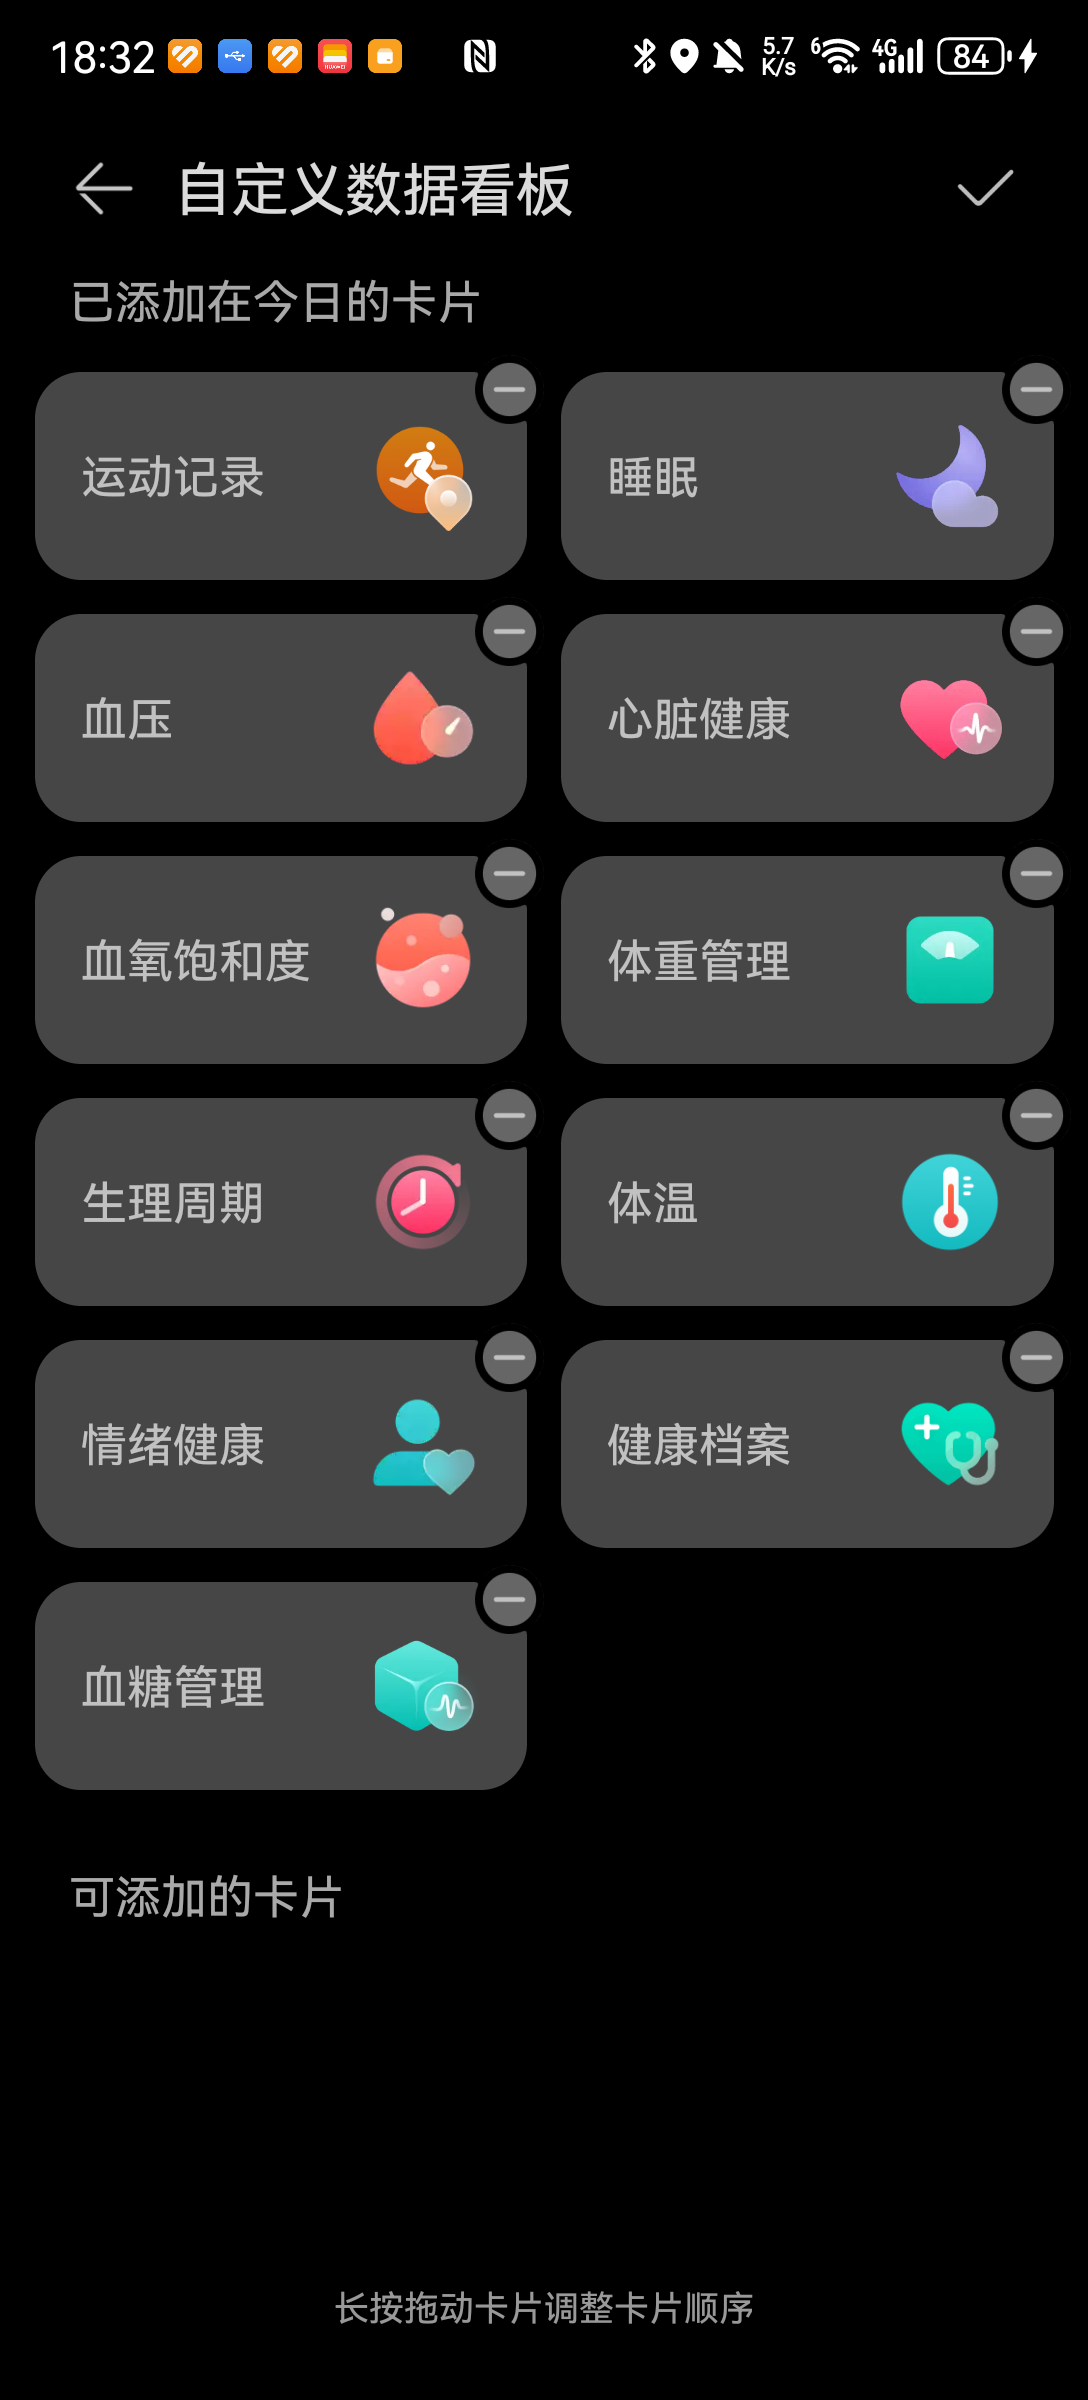 18:32
5.7
K/s
6
4G
84
自定义数据看板
已添加在今日的卡片
运动记录
睡眠
血压
心脏健康
血氧饱和度
体重管理
生理周期
体温
情绪健康
健康档案
血糖管理
可添加的卡片
长按拖动卡片调整卡片顺序